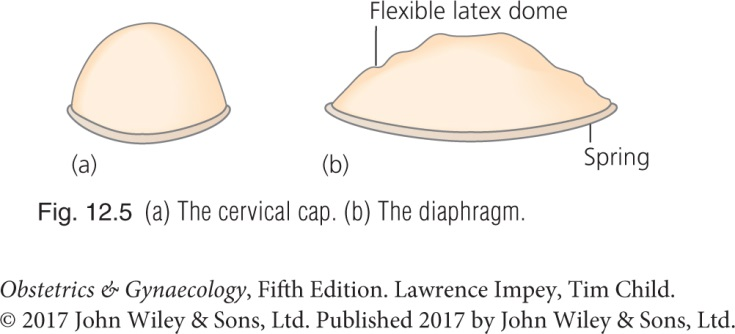 Flexible latex dome
(a)
(b)
Spring
Fig. 12.5 (a) The cervical cap. (b) The diaphragm.
Obstetrics & Gynaecology, Fifth Edition. Lawrence Impey, Tim Child.
© 2017 John Wiley & Sons, Ltd. Published 2017 by John Wiley & Sons, Ltd.